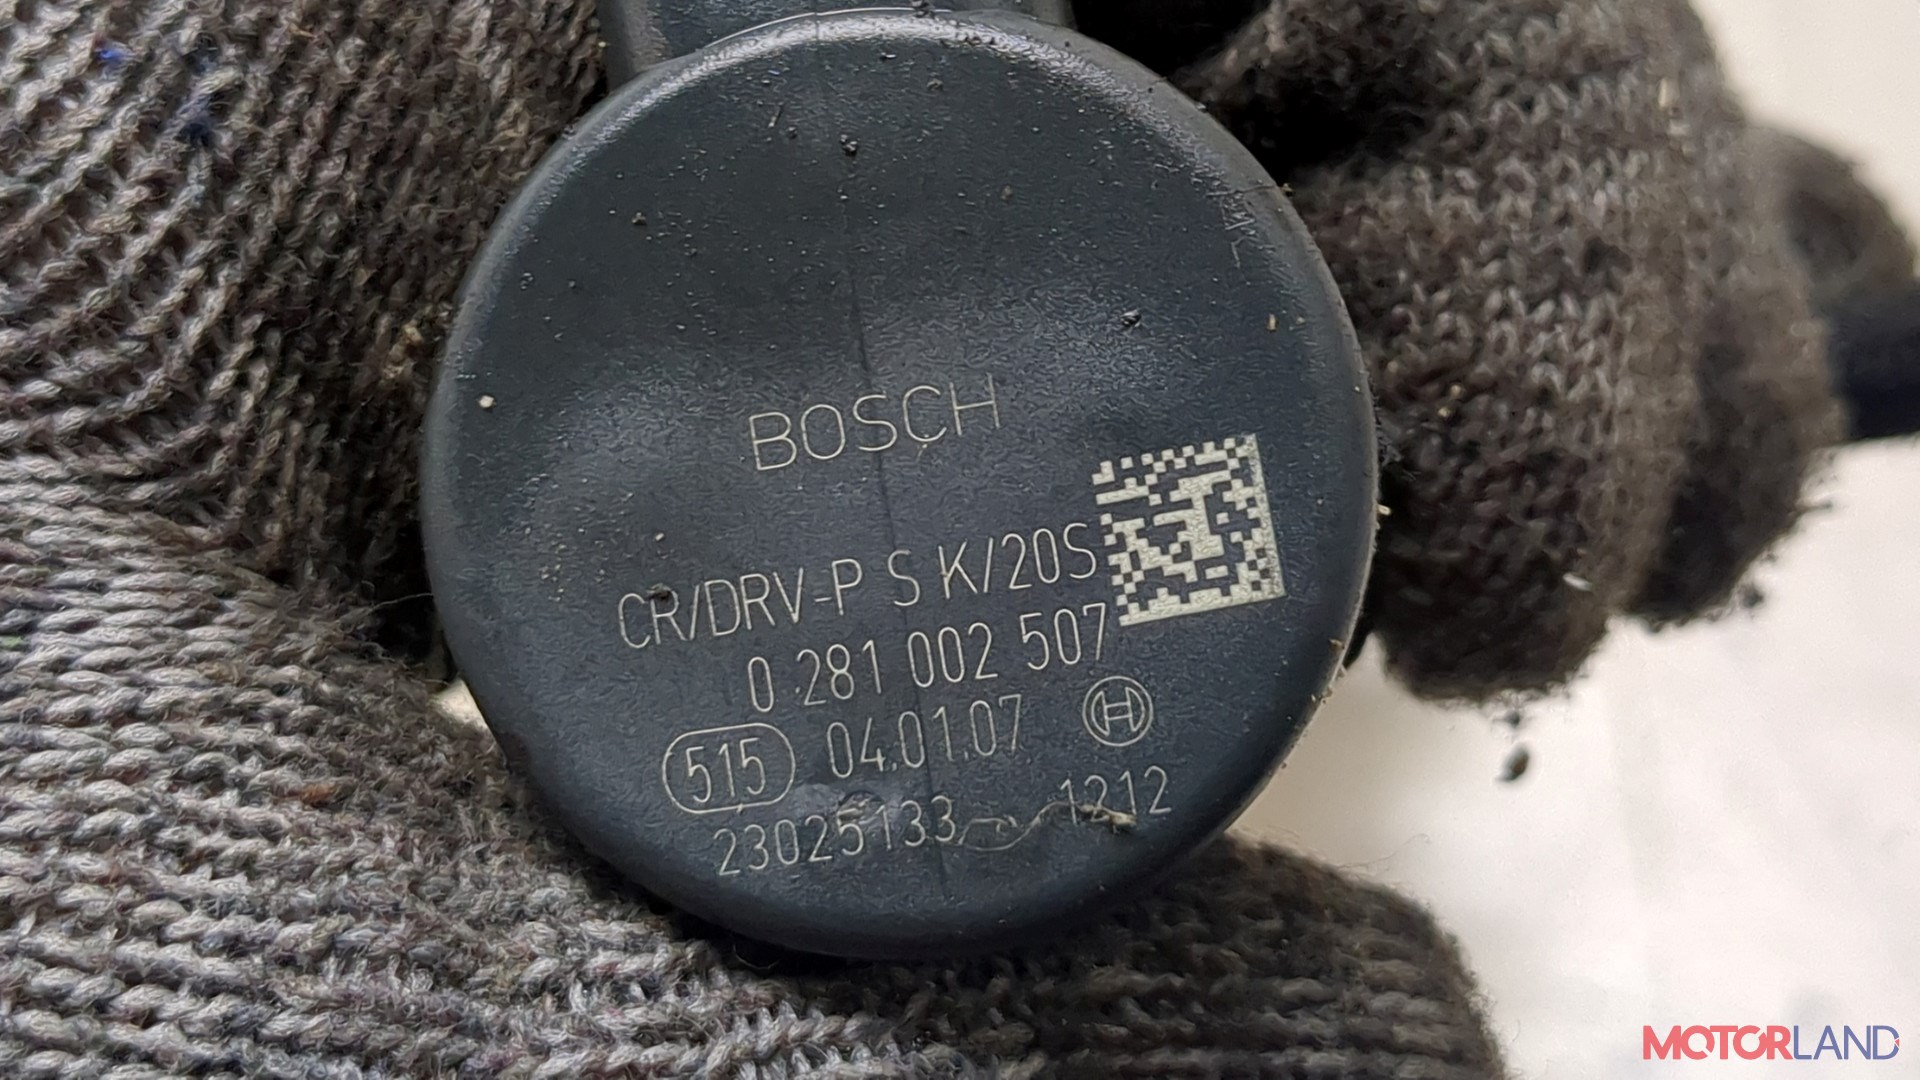 BOSCH
CR/DRV-P S K/20S
0 281 002 507
515 04.01.07 H
23025133 1212
MOTORLAND